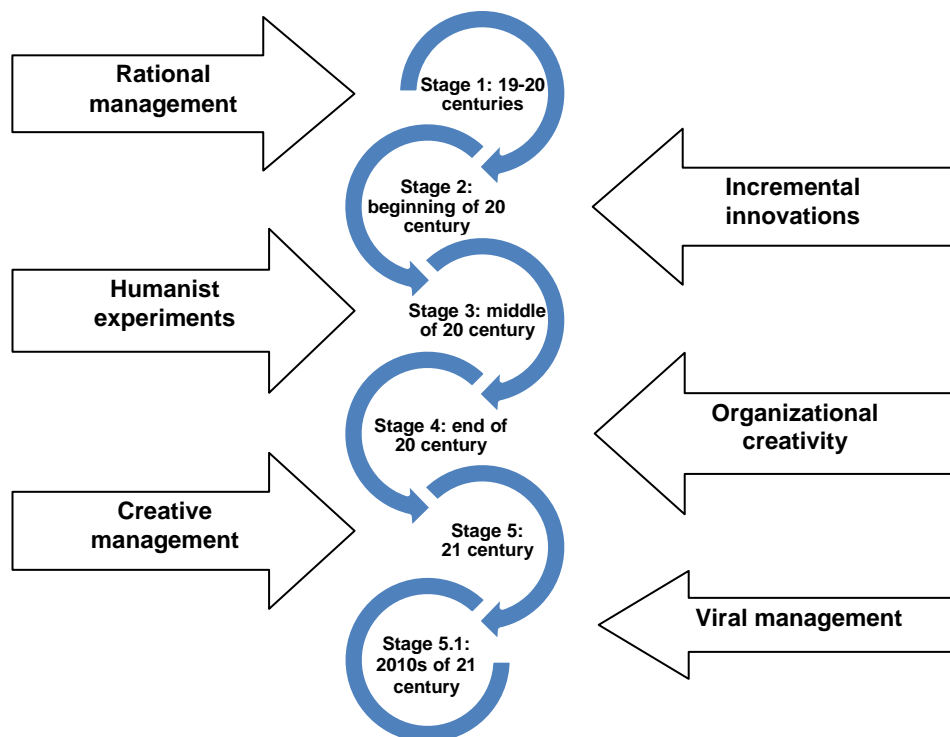 Rational
management
Stage 1: 19-20
centuries
Stage 2:
beginning of 20
century
Incremental
innovations
Humanist
experiments
Stage 3: middle
of 20 century
Stage 4: end of
20 century
Organizational
creativity
Creative
management
Stage 5:
21 century
Viral management
Stage 5.1:
2010s of 21
century